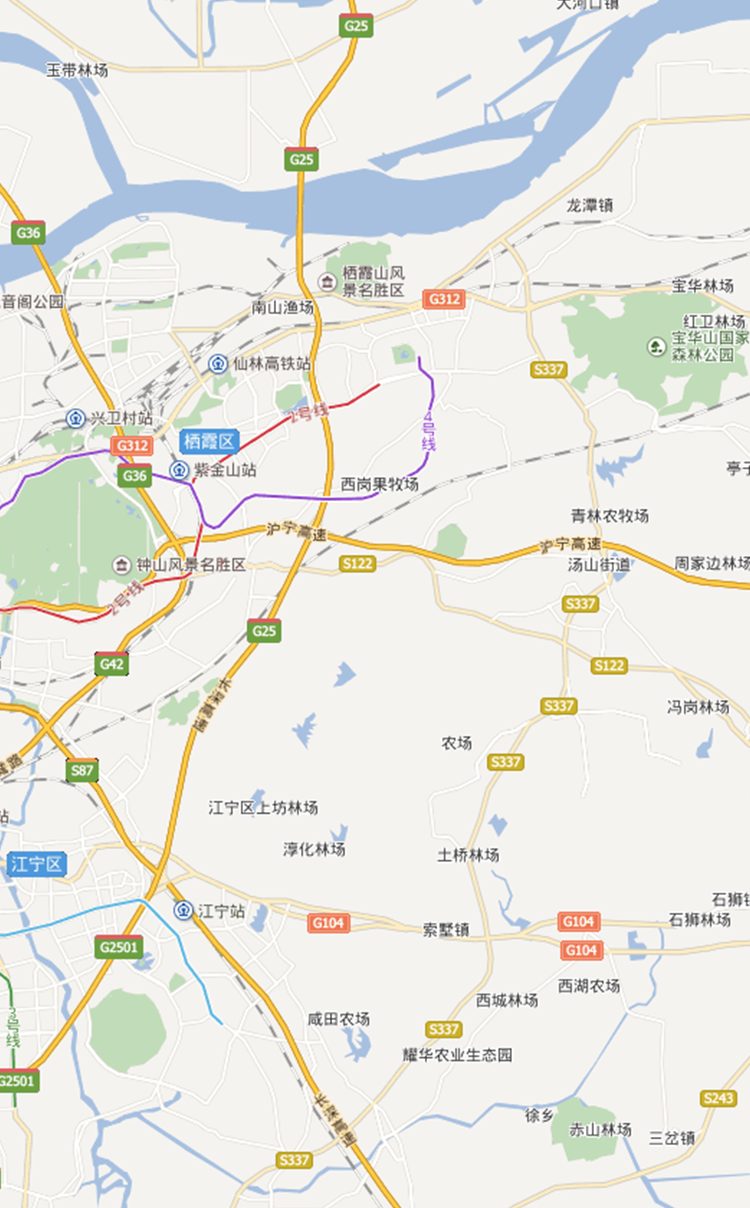 大河口镇
G25
玉带林场
G25
龙潭镇
G36
栖霞山风
景名胜区
宝华林场
音阁公园
南山渔场
G312
红卫林场
宝华山国家
森林公园
仙林高铁站
S337
2号线
兴卫村站
4号线
栖霞区
G312
紫金山站
G36
西岗果牧场
亭子
青林农牧场
沪宁高速
沪宁高速
钟山风景名胜区
S122
汤山街道
周家边林场
2号线
S337
G25
G42
S122
长深高速
S337
冯岗林场
农场
S337
S87
江宁区上坊林场
淳化林场
土桥林场
江宁区
石狮镇
江宁站
G104
G104
石狮林场
索墅镇
G2501
G104
西湖农场
西城林场
3号线
咸田农场
S337
耀华农业生态园
G2501
S243
长深高速
徐乡
赤山林场
三岔镇
S337